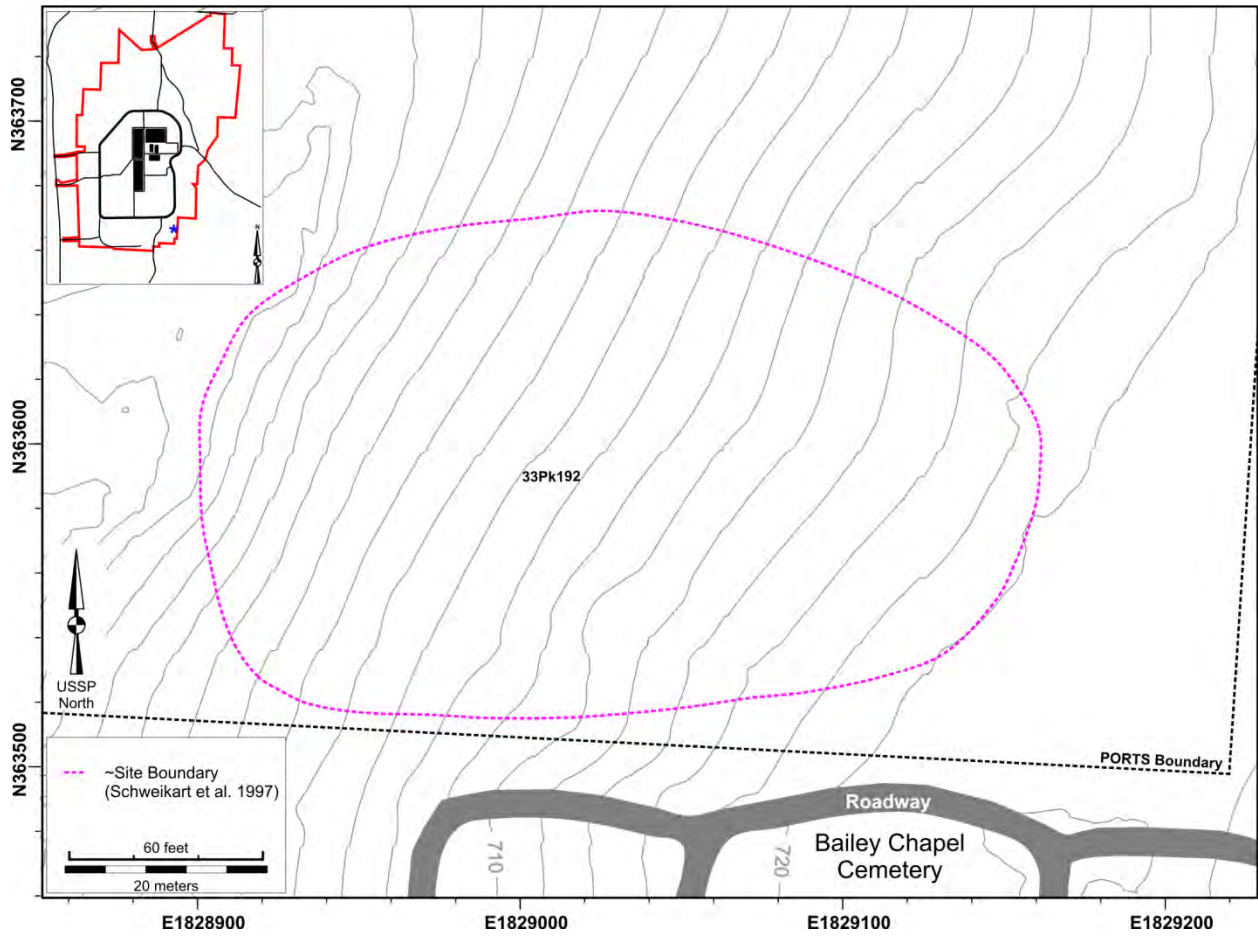 N
N363700
N363600
33Pk192
USSP
North
N363500
~Site Boundary
(Schweikart et al. 1997)
60 feet
20 meters
PORTS Boundary
Roadway
Bailey Chapel
Cemetery
710
720
E1828900
E1829000
E1829100
E1829200